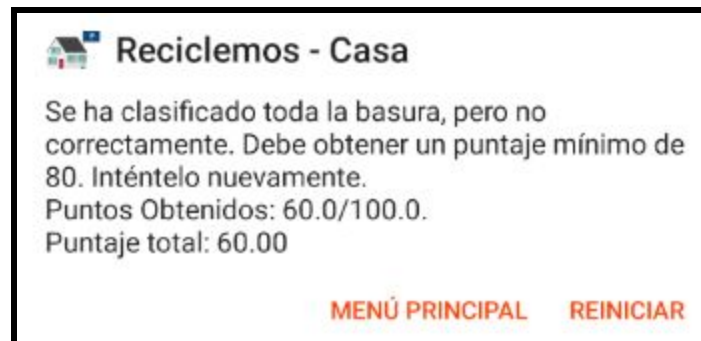 Reciclemos - Casa
Se ha clasificado toda la basura, pero no
correctamente. Debe obtener un puntaje mínimo de
80. Inténtelo nuevamente.
Puntos Obtenidos: 60.0/100.0.
Puntaje total: 60.00
MENÚ PRINCIPAL REINICIAR